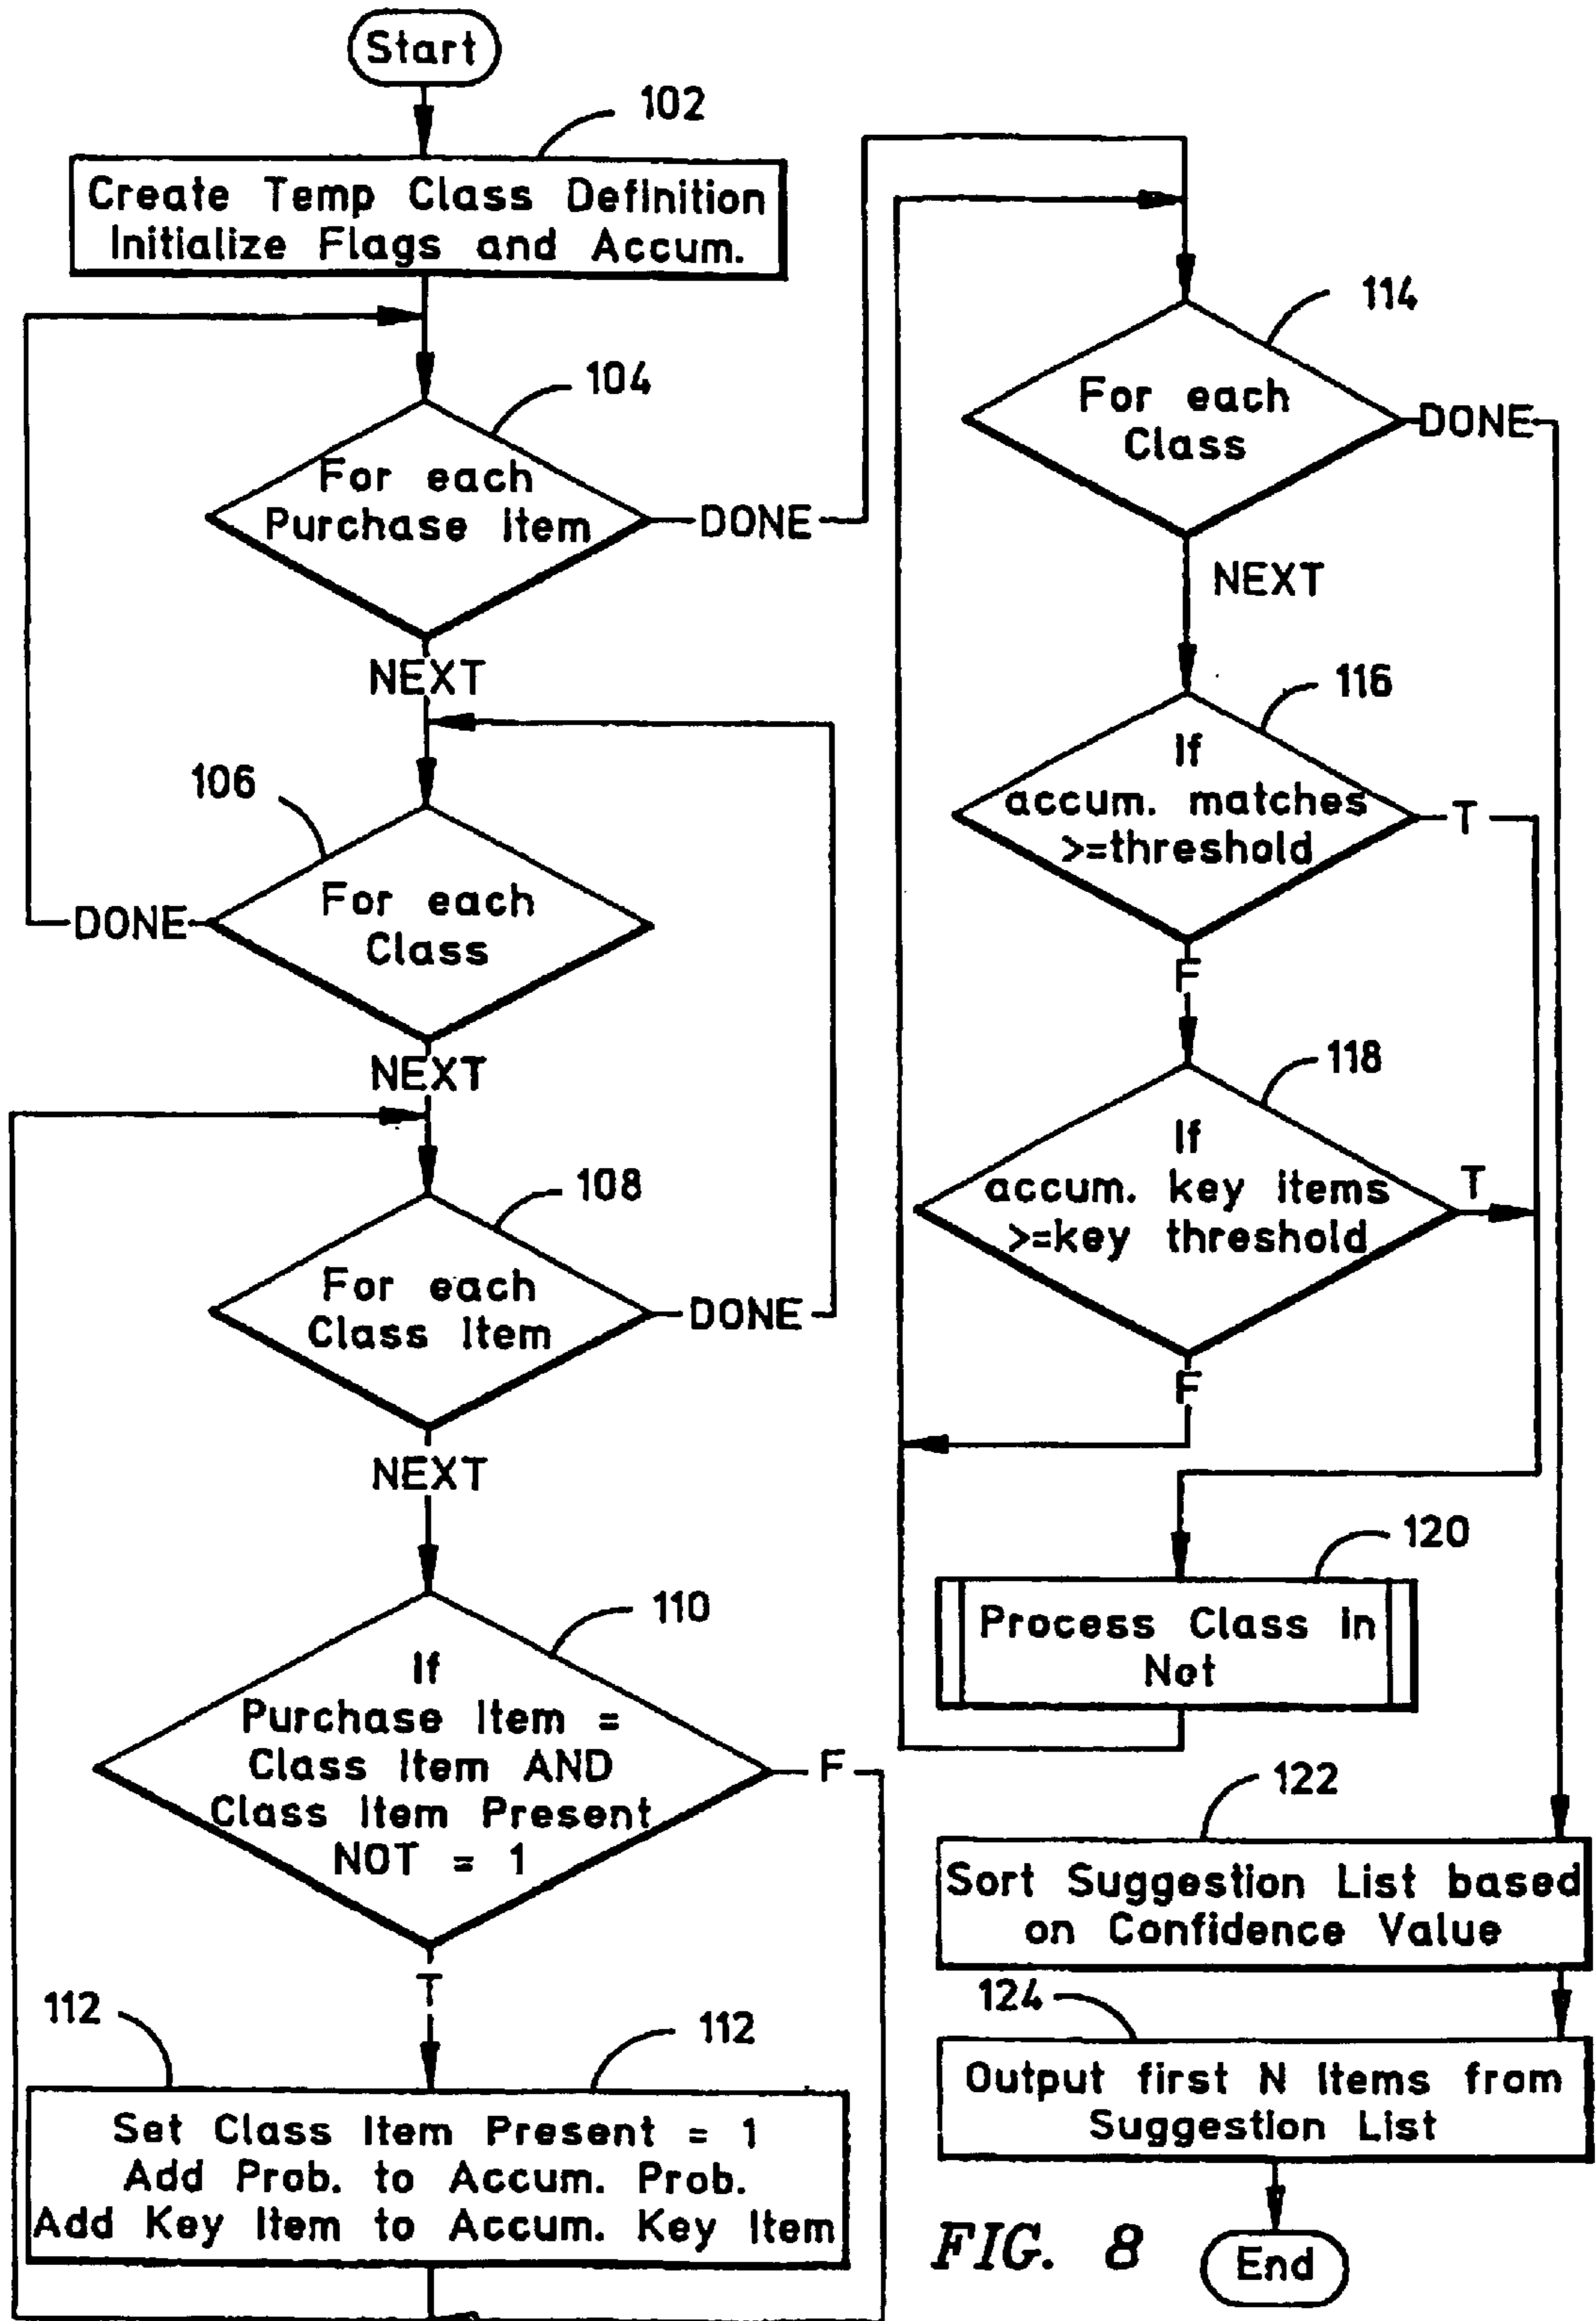 Start
102
Create Temp Class Definition
Initialize Flags and Accum.
104
For each
Purchase Item
DONE
NEXT
106
For each
Class
DONE
NEXT
108
For each
Class Item
DONE
NEXT
110
If
Purchase Item =
Class Item AND
Class Item Present
NOT = 1
F
T
112
112
Set Class Item Present = 1
Add Prob. to Accum. Prob.
Add Key Item to Accum. Key Item
114
For each
Class
DONE
NEXT
116
If
accum. matches
>=threshold
T
F
118
If
accum. key items
>=key threshold
T
F
120
Process Class in
Not
122
Sort Suggestion List based
on Confidence Value
124
Output first N Items from
Suggestion List
End
FIG. 8